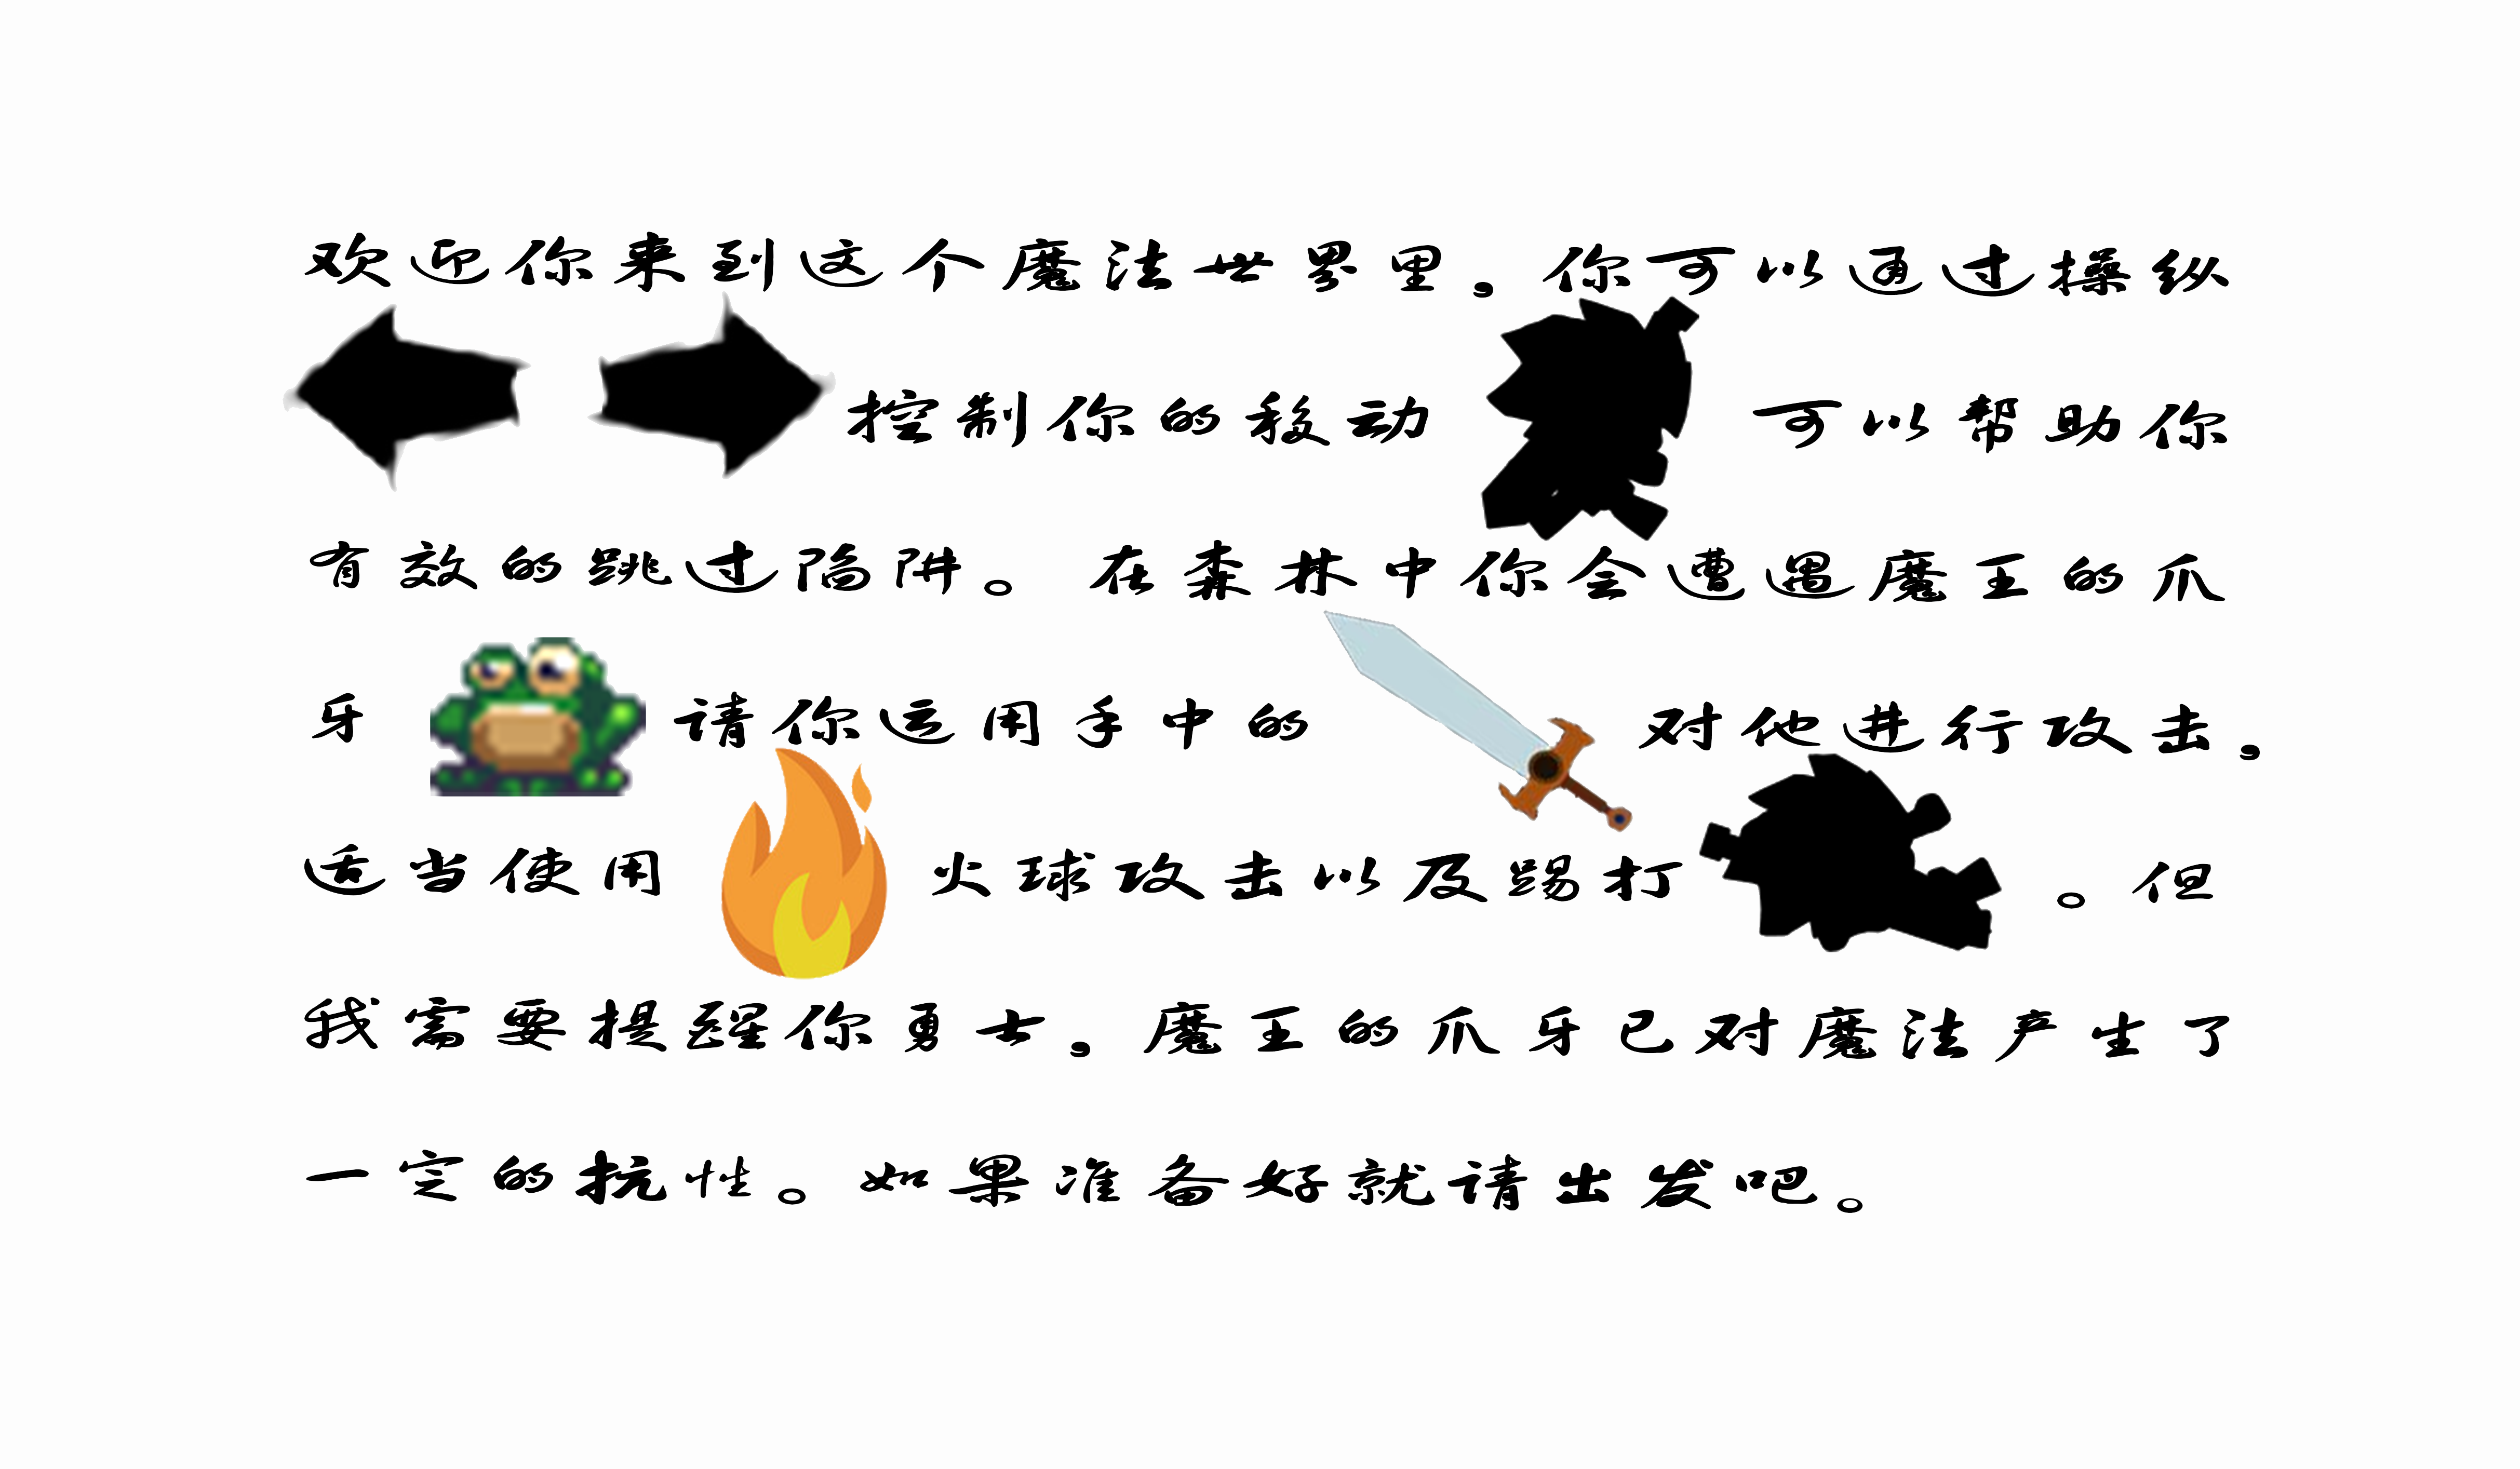 欢迎你来到这个魔法世界里，你可以通过操纵
控制你的移动 可以帮助你
有效的跳过陷阱。在森林中你会遭遇魔王的爪
牙 请你运用手中的 对他进行攻击，
适当使用 火球攻击以及踢打 。但
我需要提醒你勇士，魔王的爪牙已对魔法产生了
一定的抗性。如果准备好就请出发吧。